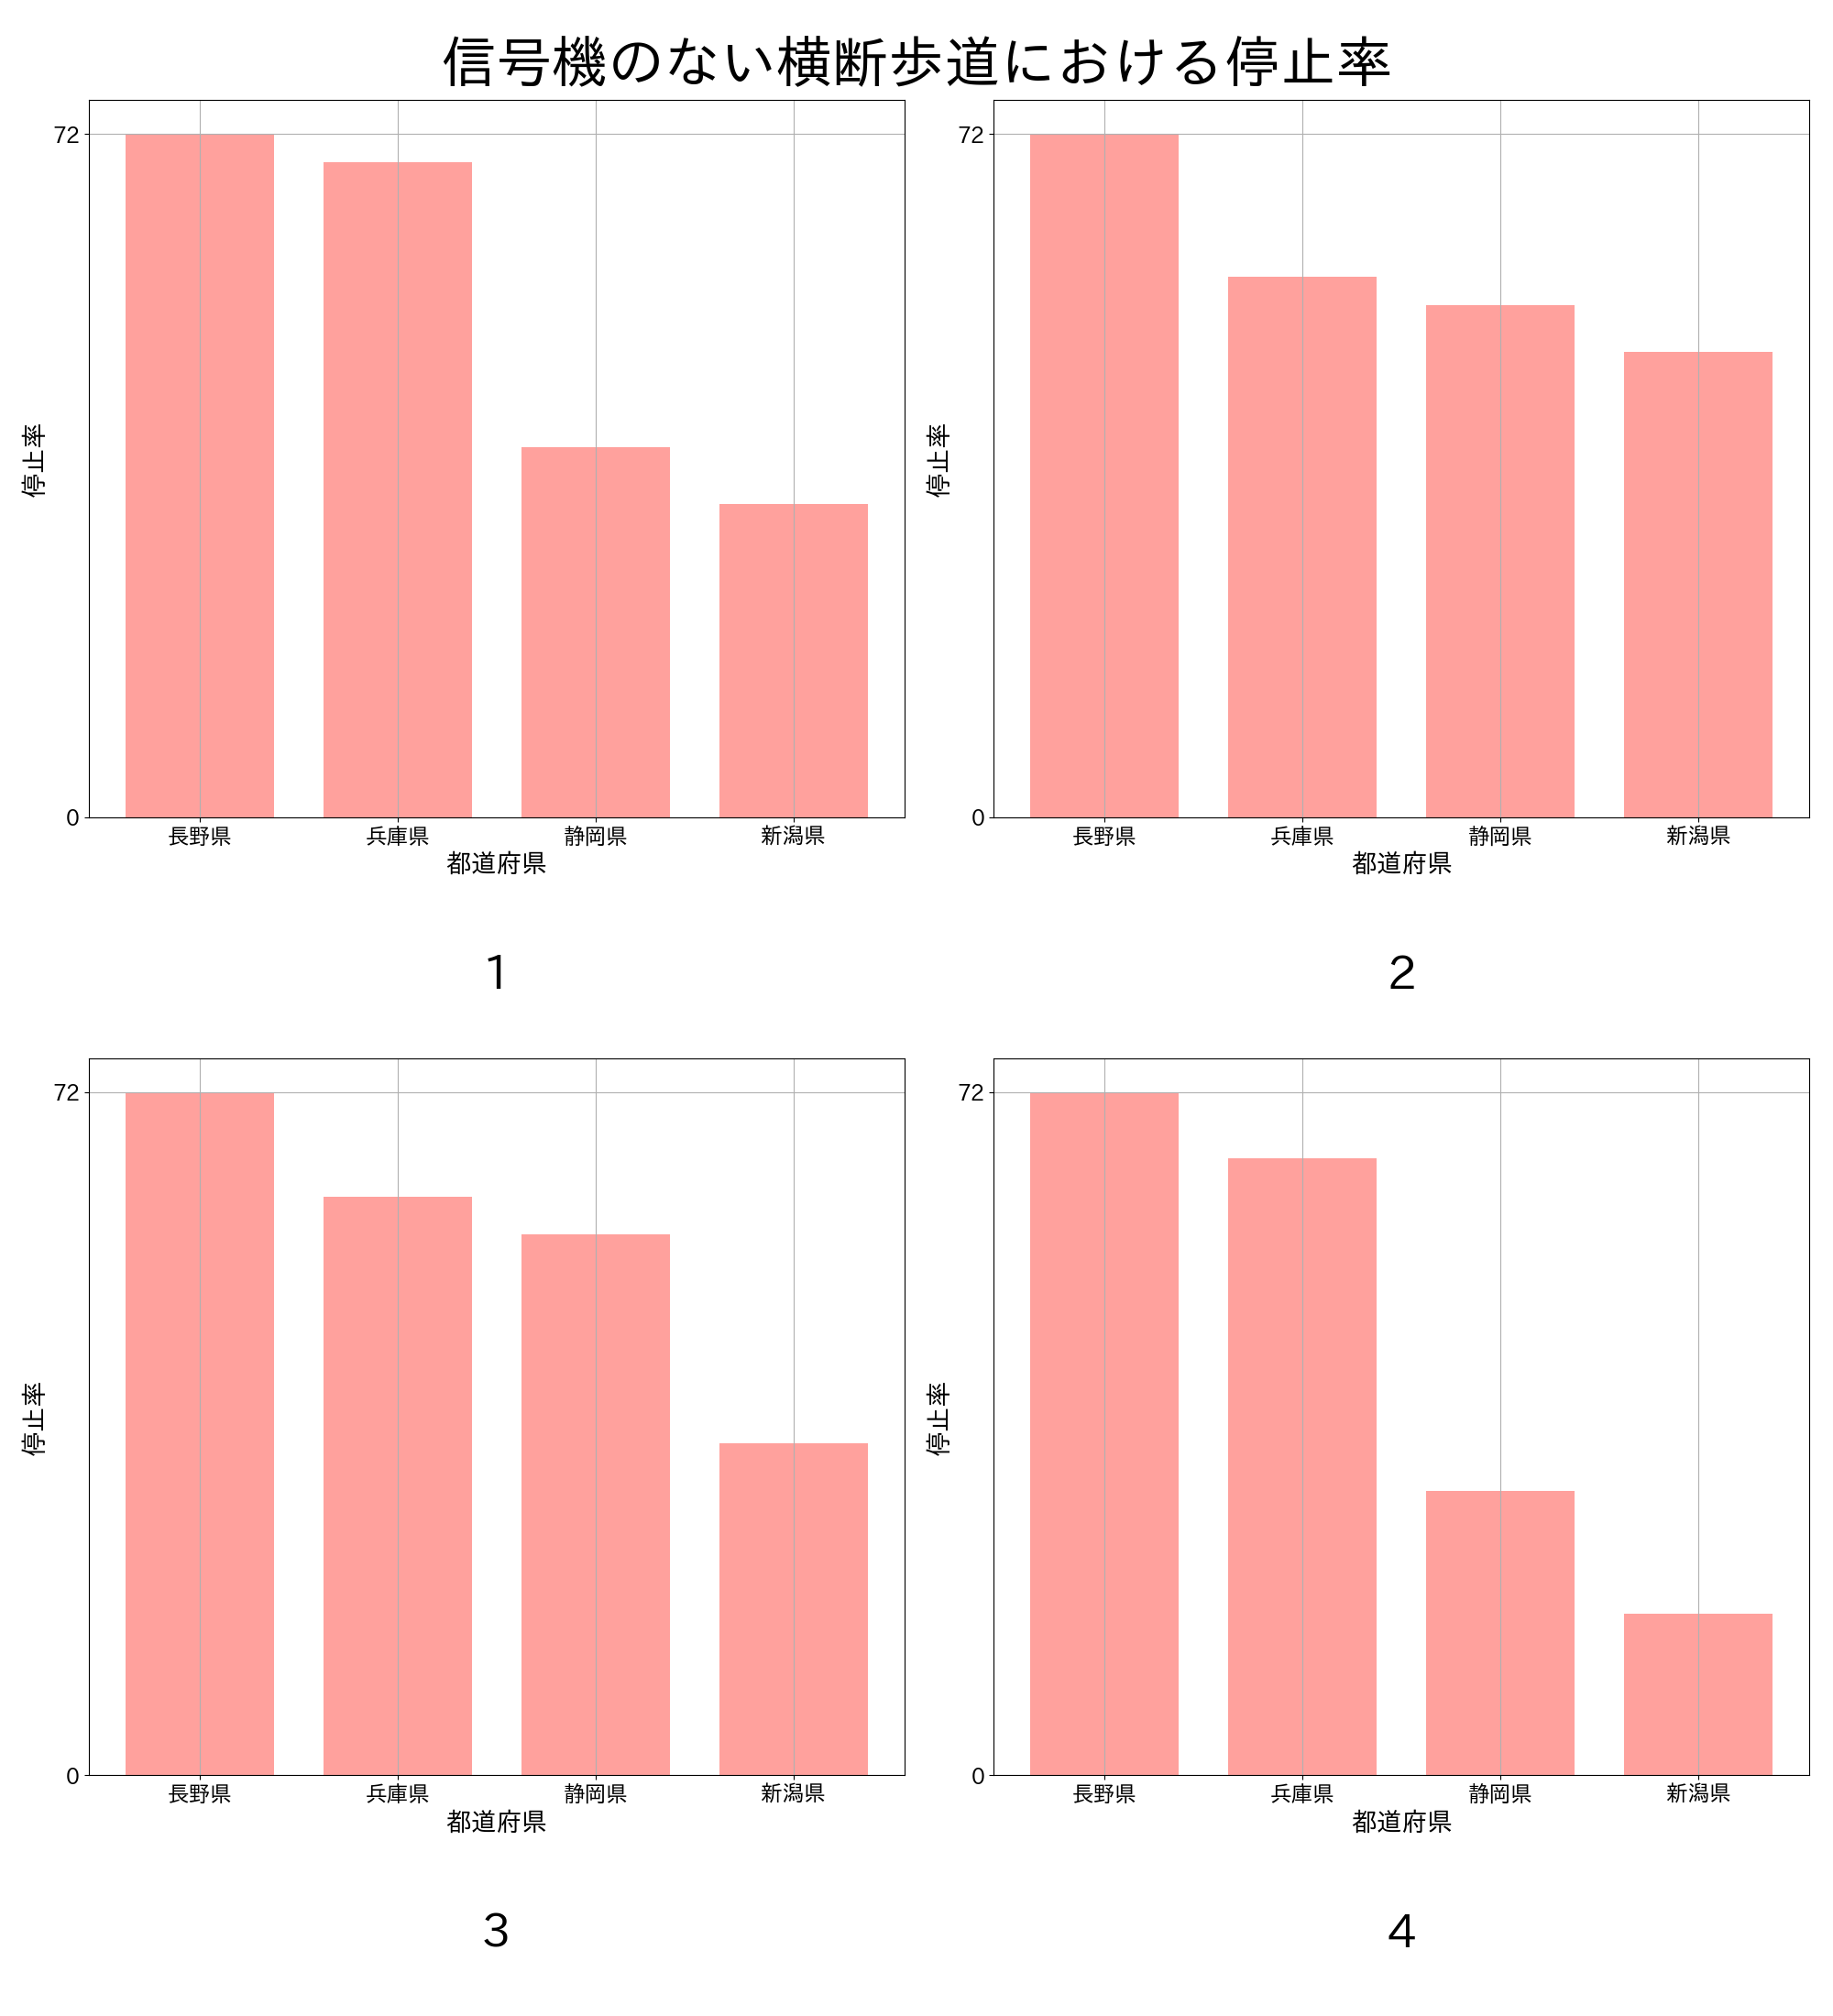 信号機のない横断歩道における停止率
72
停止率
0
長野県 兵庫県 静岡県 新潟県
都道府県
1
72
停止率
0
長野県 兵庫県 静岡県 新潟県
都道府県
2
72
停止率
0
長野県 兵庫県 静岡県 新潟県
都道府県
3
72
停止率
0
長野県 兵庫県 静岡県 新潟県
都道府県
4